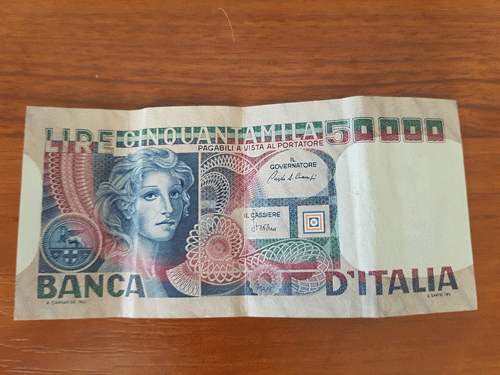 LIRE CINQUANTAMILA 50000
PAGABILI A VISTA AL PORTATORE
IL
GOVERNATORE
IL CASSIERE
BANCA D'ITALIA